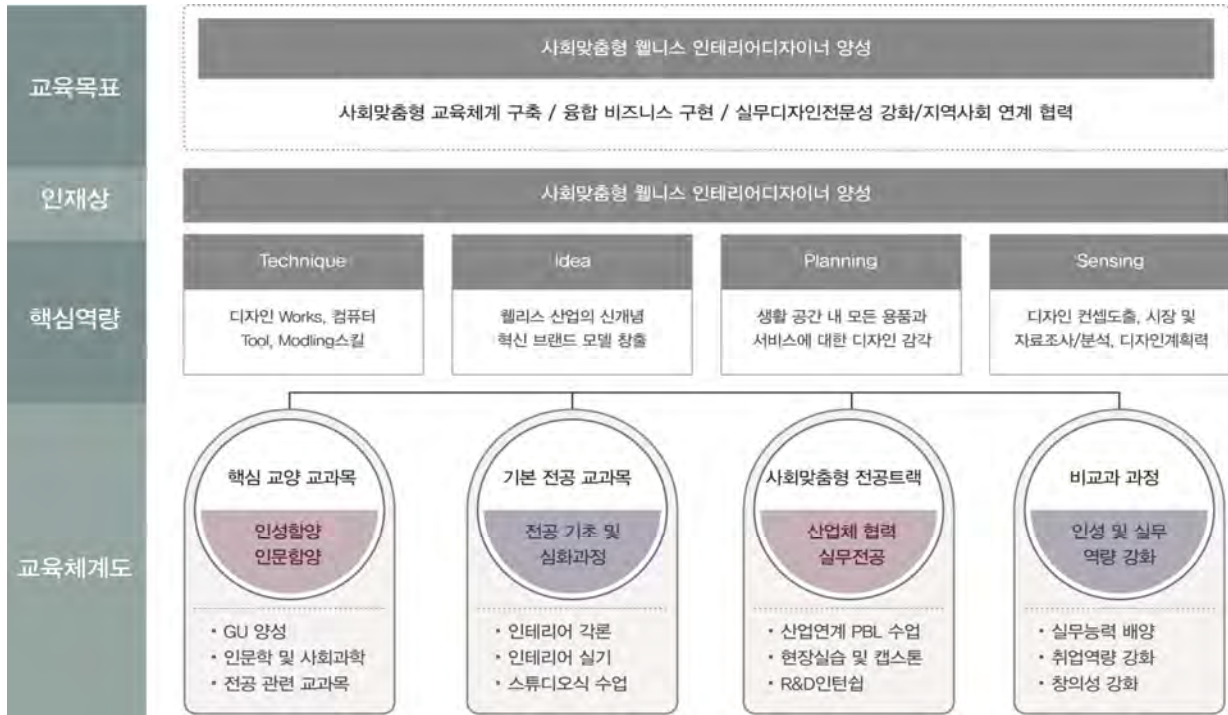 교육목표
사회맞춤형 웰니스 인테리어디자이너 양성
사회맞춤형 교육체계 구축 / 융합 비즈니스 구현 / 실무디자인전문성 강화/지역사회 연계 협력
인재상
사회맞춤형 웰니스 인테리어디자이너 양성
핵심역량
Technique
디자인 Works, 컴퓨터
Tool, Modling스킬
Idea
웰리스 산업의 신개념
혁신 브랜드 모델 창출
Planning
생활 공간 내 모든 용품과
서비스에 대한 디자인 감각
Sensing
디자인 컨셉도출, 시장 및
자료조사/분석, 디자인계획력
교육체계도
핵심 교양 교과목
인성함양
인문함양
• GU 양성
• 인문학 및 사회과학
• 전공 관련 교과목
기본 전공 교과목
전공 기초 및
심화과정
• 인테리어 각론
• 인테리어 실기
• 스튜디오식 수업
사회맞춤형 전공트랙
산업체 협력
실무전공
• 산업연계 PBL 수업
• 현장실습 및 캡스톤
• R&D인턴쉽
비교과 과정
인성 및 실무
역량 강화
• 실무능력 배양
• 취업역량 강화
• 창의성 강화